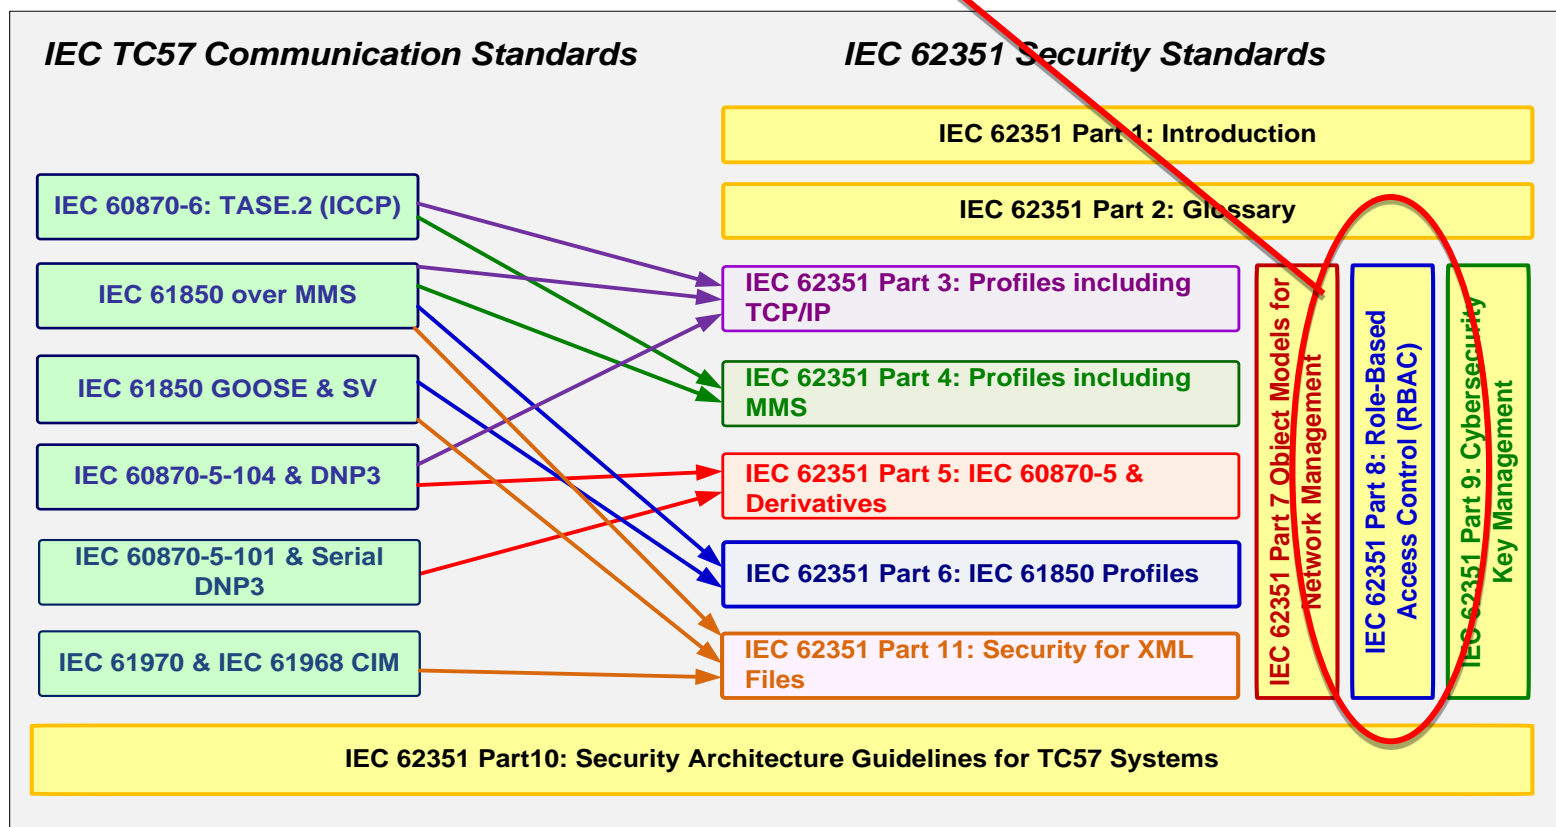 IEC TC57 Communication Standards
IEC 62351 Security Standards
IEC 62351 Part 1: Introduction
IEC 62351 Part 2: Glossary
IEC 60870-6: TASE.2 (ICCP)
IEC 61850 over MMS
IEC 61850 GOOSE & SV
IEC 60870-5-104 & DNP3
IEC 60870-5-101 & Serial
DNP3
IEC 61970 & IEC 61968 CIM
IEC 62351 Part 3: Profiles including
TCP/IP
IEC 62351 Part 4: Profiles including
MMS
IEC 62351 Part 5: IEC 60870-5 &
Derivatives
IEC 62351 Part 6: IEC 61850 Profiles
IEC 62351 Part 11: Security for XML
Files
IEC 62351 Part 7 Object Models for
Network Management
IEC 62351 Part 8: Role-Based
Access Control (RBAC)
IEC 62351 Part 9: Cybersecurity
Key Management
IEC 62351 Part10: Security Architecture Guidelines for TC57 Systems